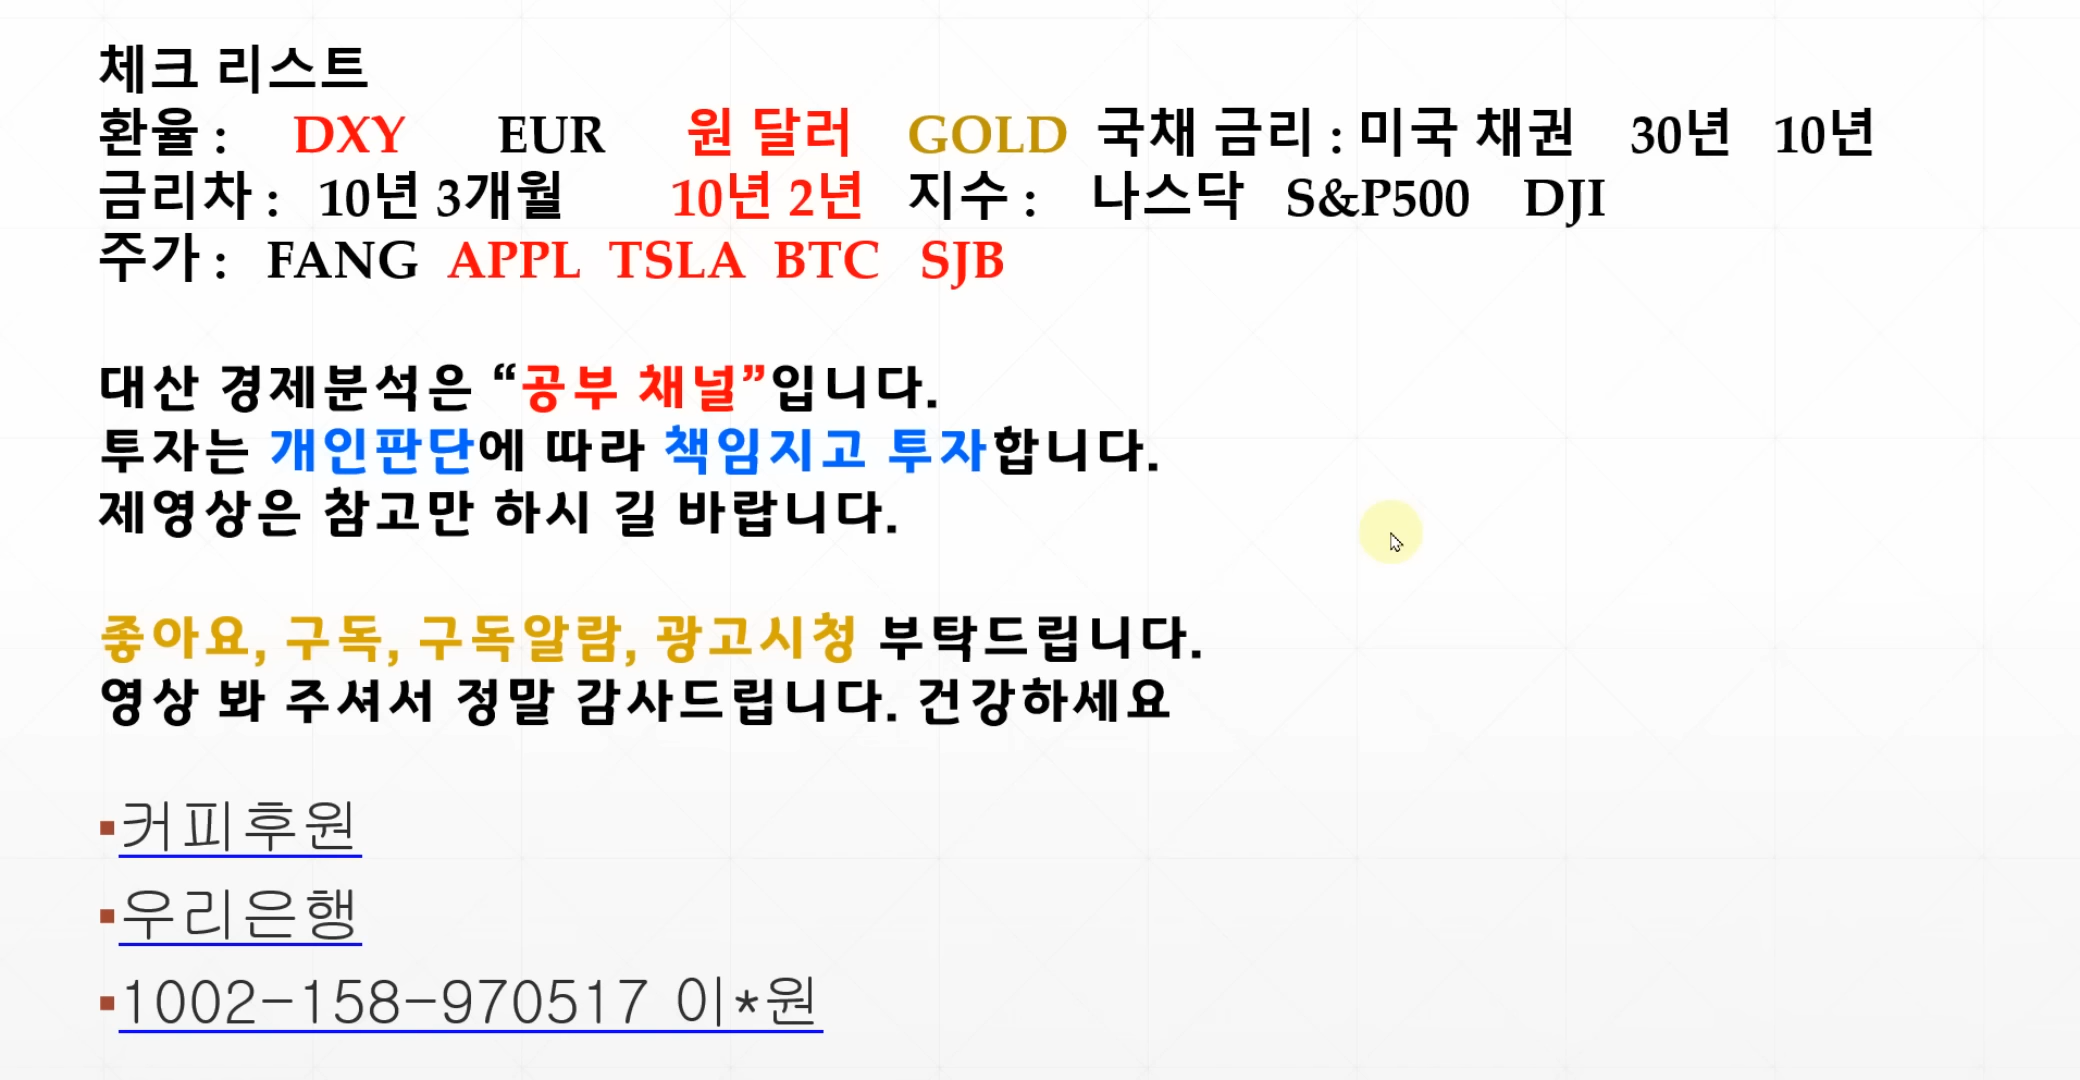 체크 리스트
환율 : DXY EUR 원 달러 GOLD 국채 금리 : 미국 채권 30년 10년
금리차 : 10년 3개월 10년 2년 지수 : 나스닥 S&P500 DJI
주가 : FANG APPL TSLA BTC SJB
대산 경제분석은 “공부 채널”입니다.
투자는 개인판단에 따라 책임지고 투자합니다.
제영상은 참고만 하시 길 바랍니다.
좋아요, 구독, 구독알람, 광고시청 부탁드립니다.
영상 봐 주셔서 정말 감사드립니다. 건강하세요
▪커피후원
▪우리은행
▪1002-158-970517 이*원